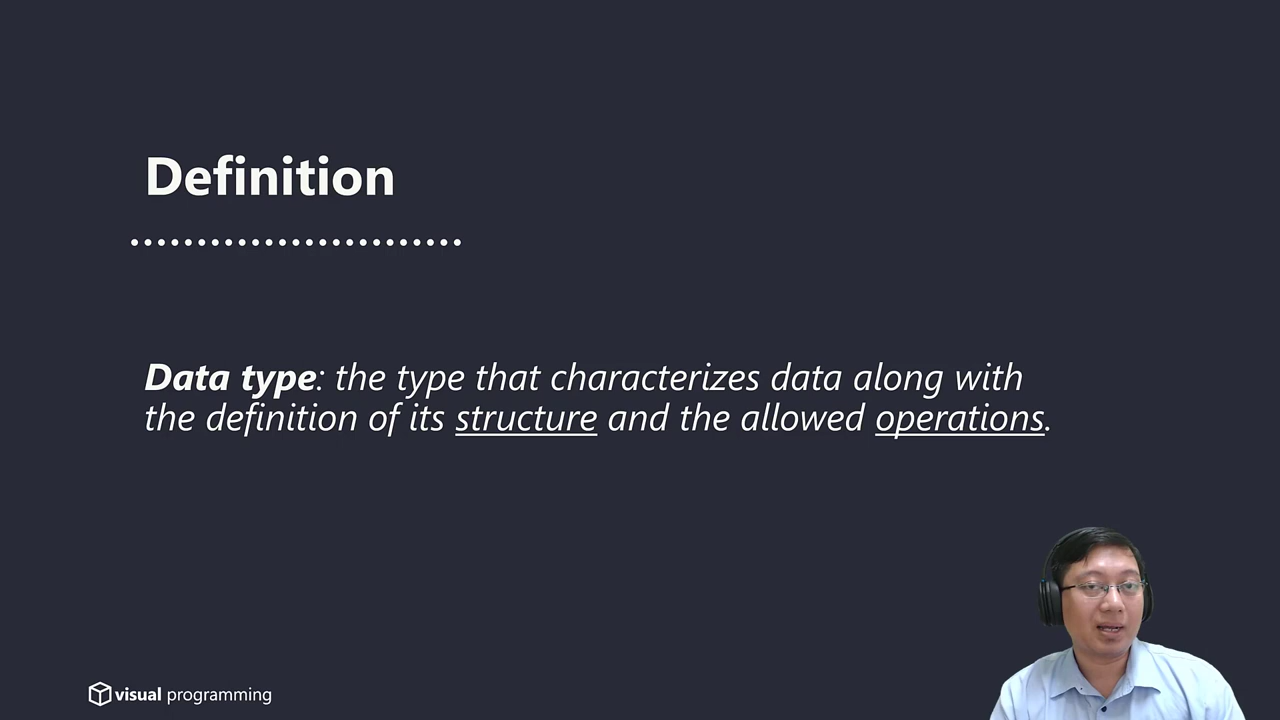 Definition
Data type: the type that characterizes data along with
the definition of its structure and the allowed operations.
visual programming